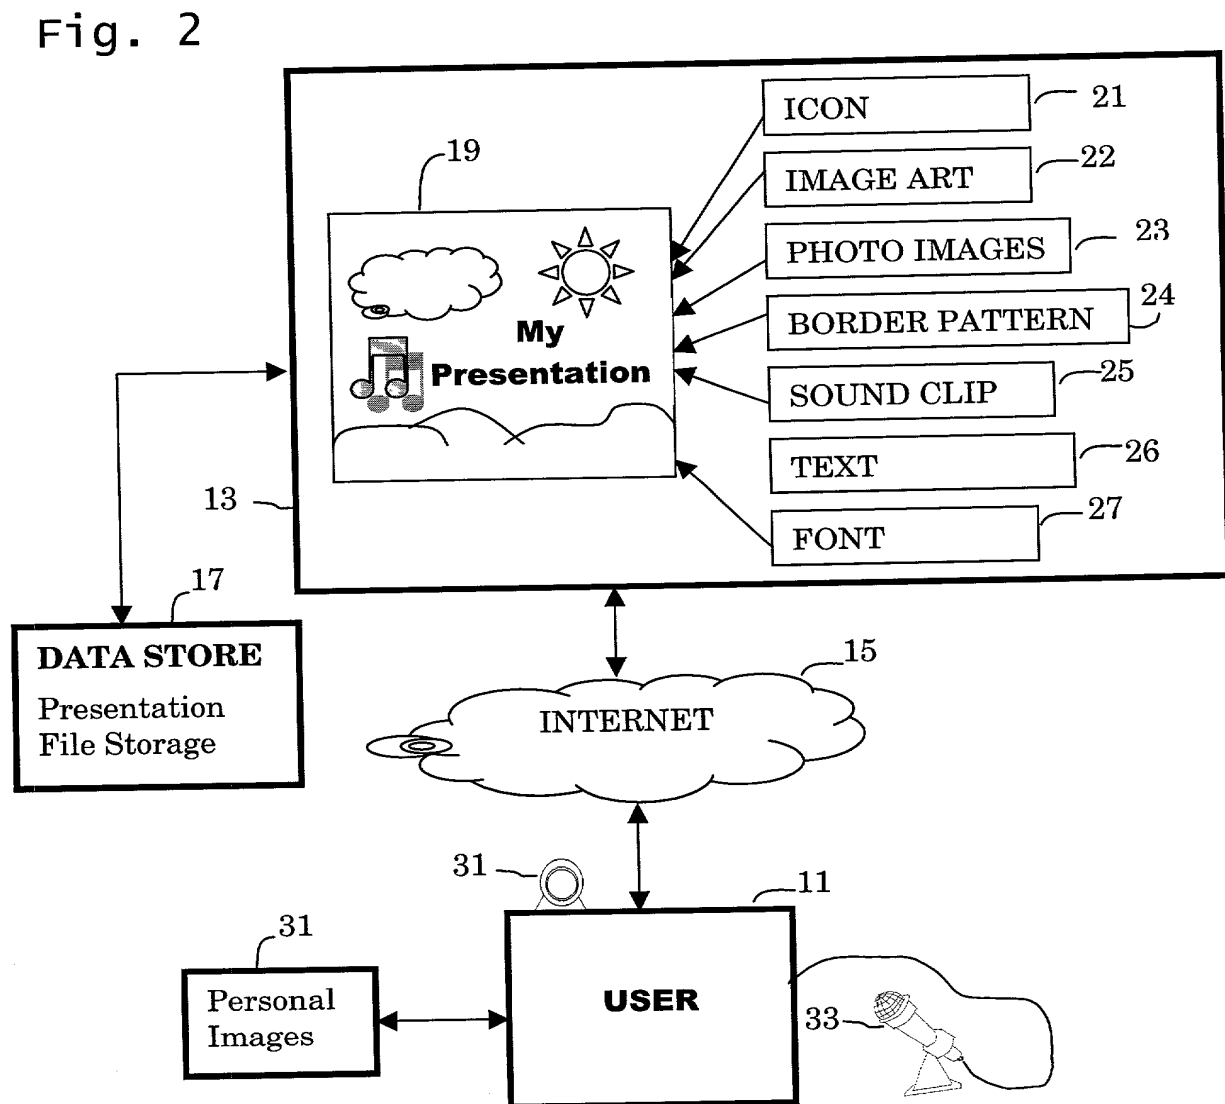 Fig. 2
ICON
21
19
IMAGE ART
22
PHOTO IMAGES
23
BORDER PATTERN
24
My
Presentation
SOUND CLIP
25
TEXT
26
13
FONT
27
17
DATA STORE
Presentation
File Storage
15
INTERNET
31
11
31
Personal
Images
USER
33